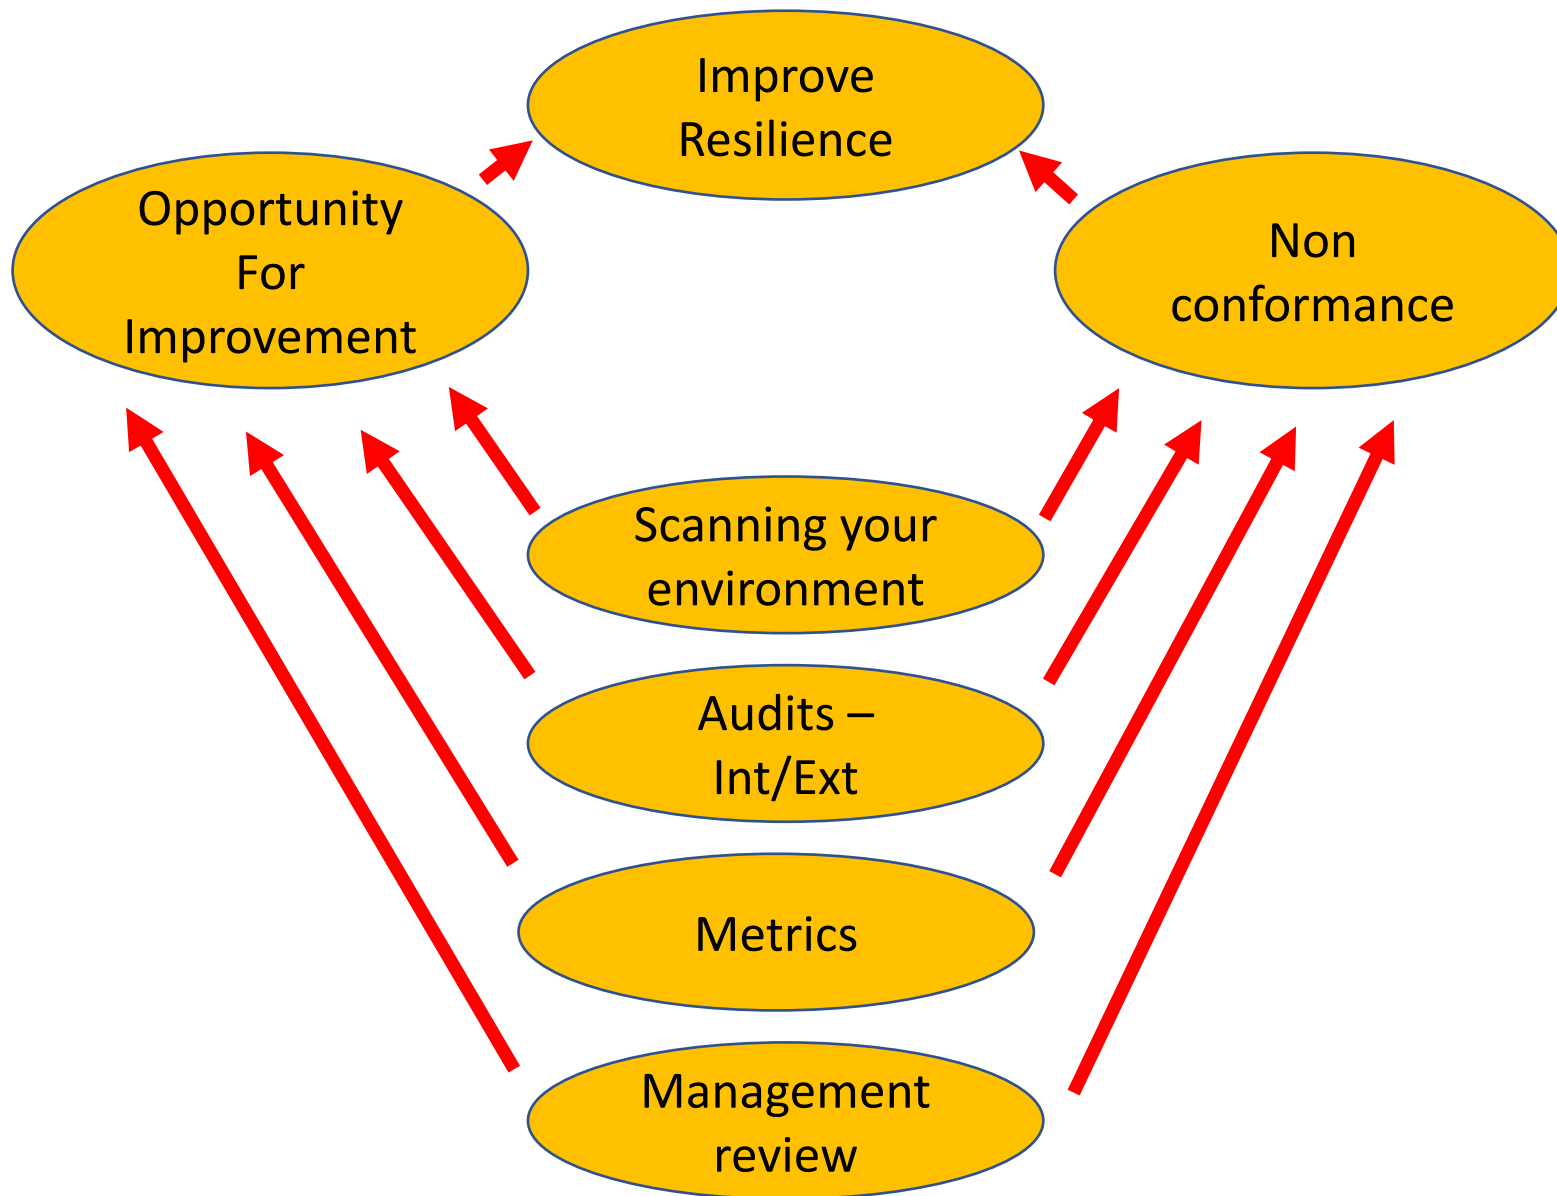 Improve
Resilience
Opportunity
For
Improvement
Non
conformance
Scanning your
environment
Audits –
Int/Ext
Metrics
Management
review